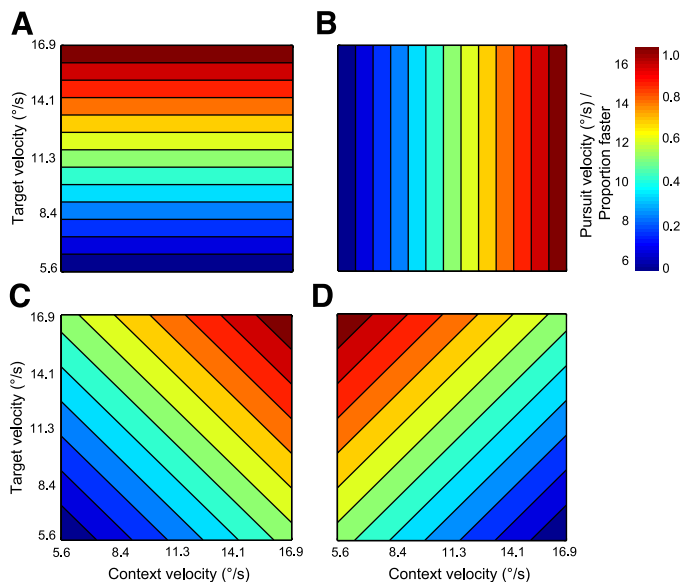 A
B
16.9
14.1
11.3
8.4
5.6
Target velocity (°/s)
16
14
12
10
8
6
Pursuit velocity (°/s) /
Proportion faster
1.0
0.8
0.6
0.4
0.2
0
C
D
16.9
14.1
11.3
8.4
5.6
Target velocity (°/s)
5.6 8.4 11.3 14.1 16.9
Context velocity (°/s)
5.6 8.4 11.3 14.1 16.9
Context velocity (°/s)